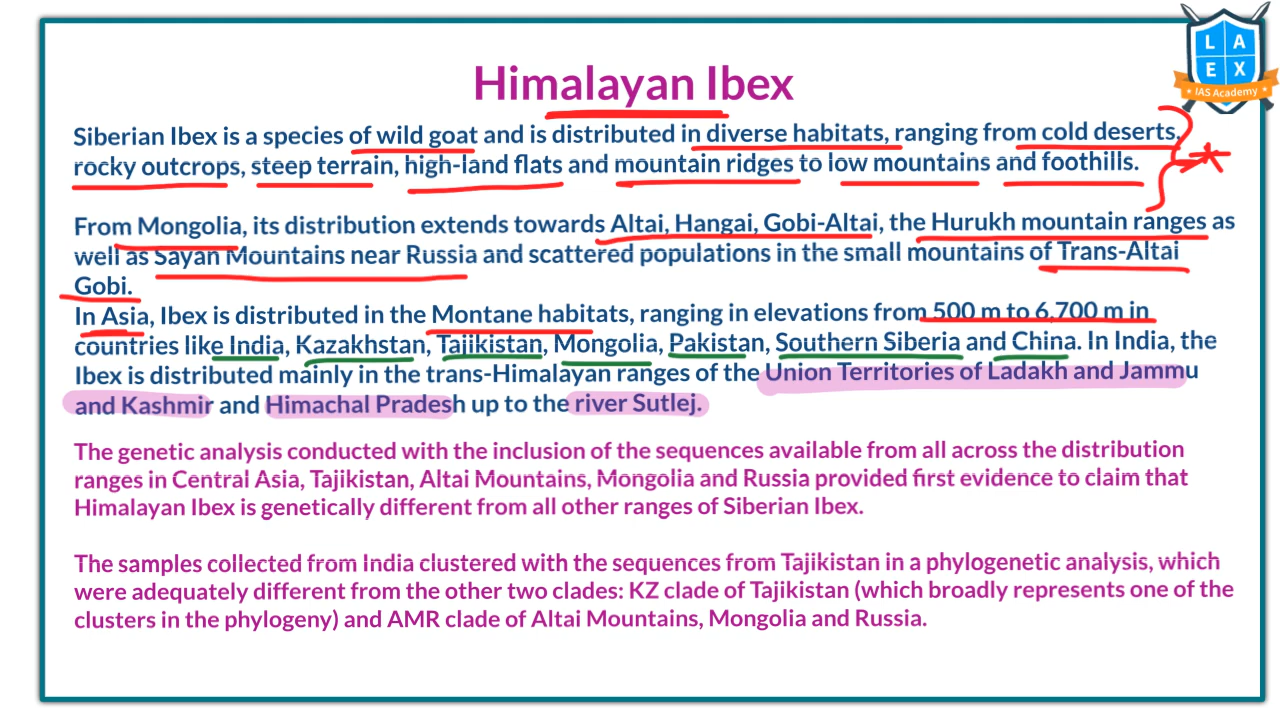 L A
E X
IAS Academy
Himalayan Ibex
Siberian Ibex is a species of wild goat and is distributed in diverse habitats, ranging from cold deserts,
rocky outcrops, steep terrain, high-land flats and mountain ridges to low mountains and foothills.
From Mongolia, its distribution extends towards Altai, Hangai, Gobi-Altai, the Hurukh mountain ranges as
well as Sayan Mountains near Russia and scattered populations in the small mountains of Trans-Altai
Gobi.
In Asia, Ibex is distributed in the Montane habitats, ranging in elevations from 500 m to 6,700 m in
countries like India, Kazakhstan, Tajikistan, Mongolia, Pakistan, Southern Siberia and China. In India, the
Ibex is distributed mainly in the trans-Himalayan ranges of the Union Territories of Ladakh and Jammu
and Kashmir and Himachal Pradesh up to the river Sutlej.
The genetic analysis conducted with the inclusion of the sequences available from all across the distribution
ranges in Central Asia, Tajikistan, Altai Mountains, Mongolia and Russia provided first evidence to claim that
Himalayan Ibex is genetically different from all other ranges of Siberian Ibex.
The samples collected from India clustered with the sequences from Tajikistan in a phylogenetic analysis, which
were adequately different from the other two clades: KZ clade of Tajikistan (which broadly represents one of the
clusters in the phylogeny) and AMR clade of Altai Mountains, Mongolia and Russia.